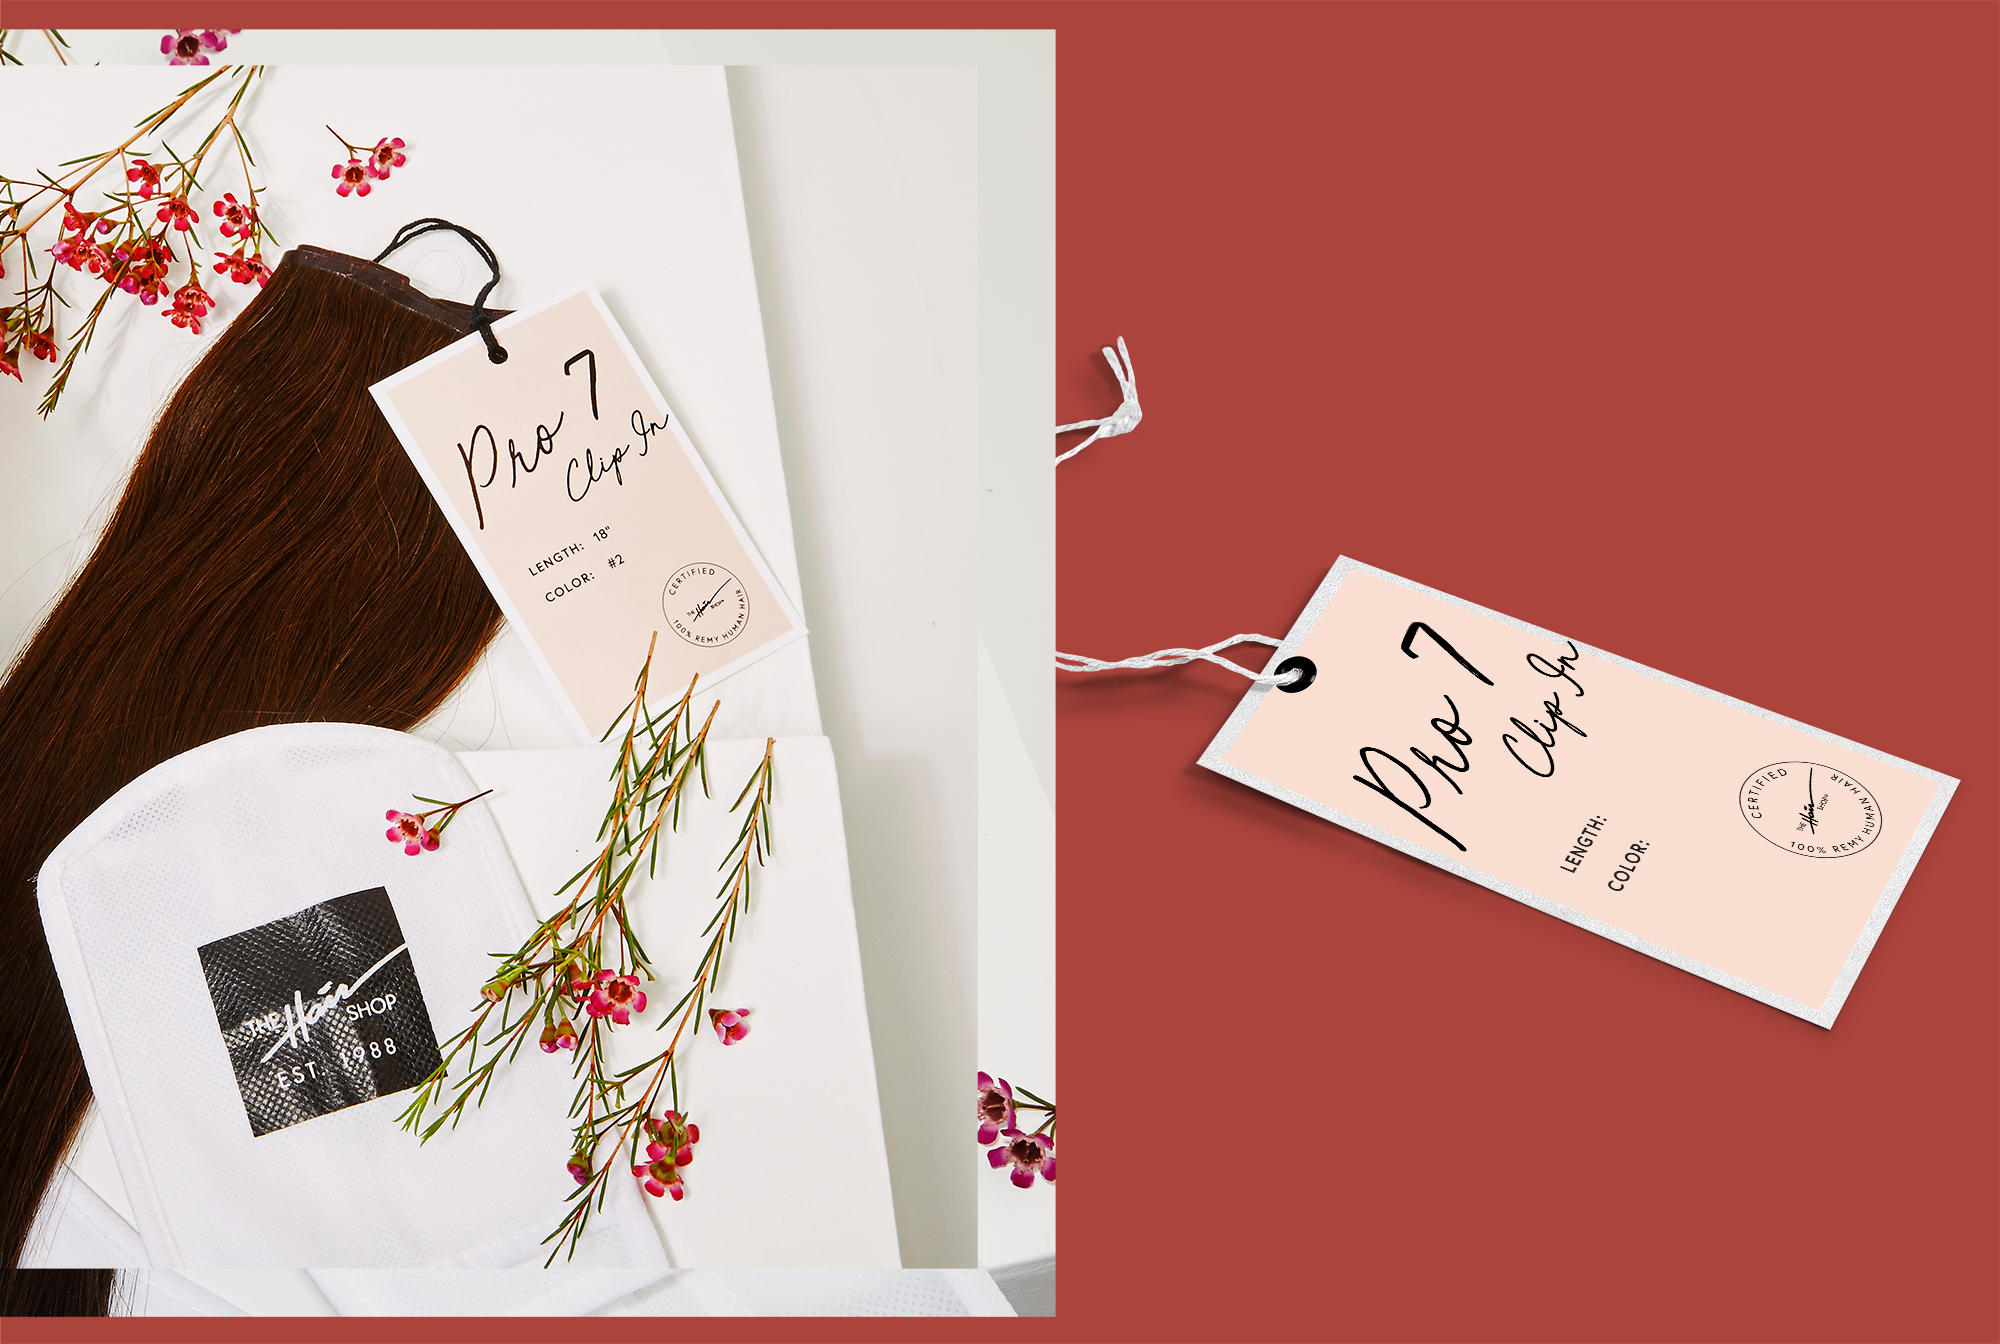 Pro 7
Clip In
LENGTH: 18"
COLOR: #2
CERTIFIED
THE Hair SHOP
100% REMY HUMAN HAIR
THE Hair SHOP
EST 1988
Pro 7
Clip In
LENGTH:
COLOR:
CERTIFIED
THE Hair SHOP
100% REMY HUMAN HAIR